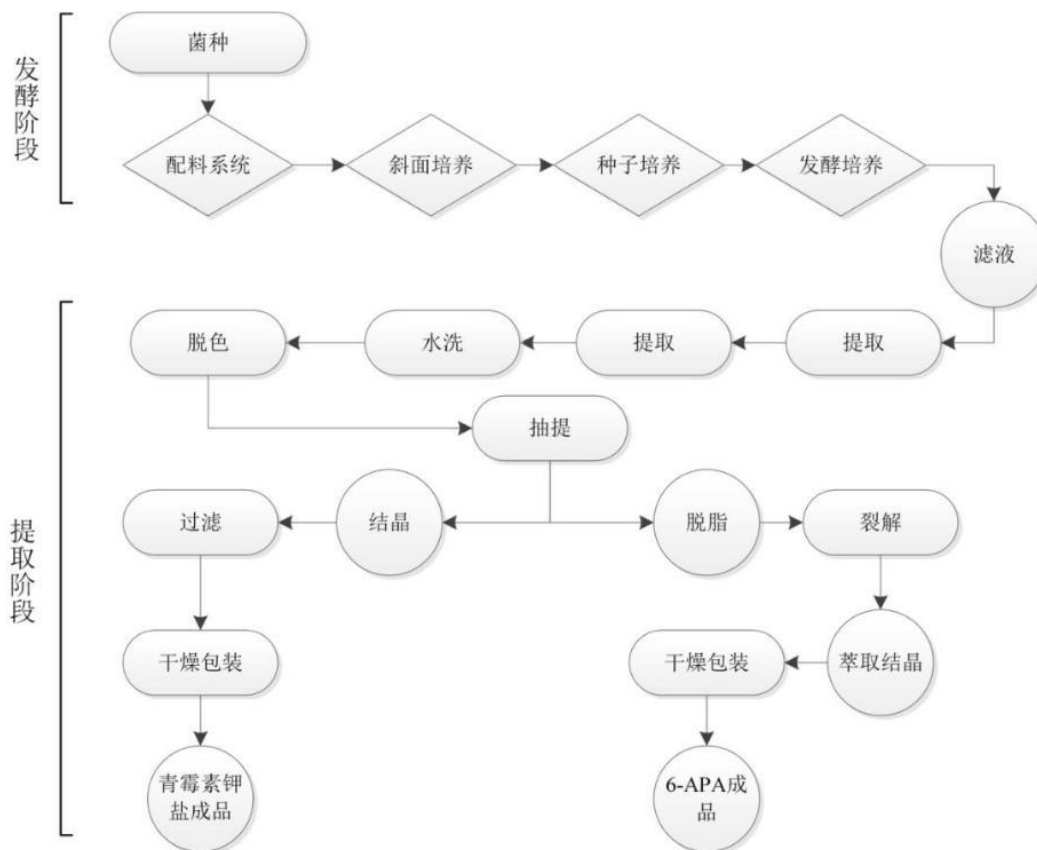 发酵阶段
菌种
配料系统
斜面培养
种子培养
发酵培养
滤液
提取阶段
脱色
水洗
提取
提取
抽提
过滤
结晶
脱脂
裂解
干燥包装
干燥包装
萃取结晶
青霉素钾
盐成品
6-APA成
品